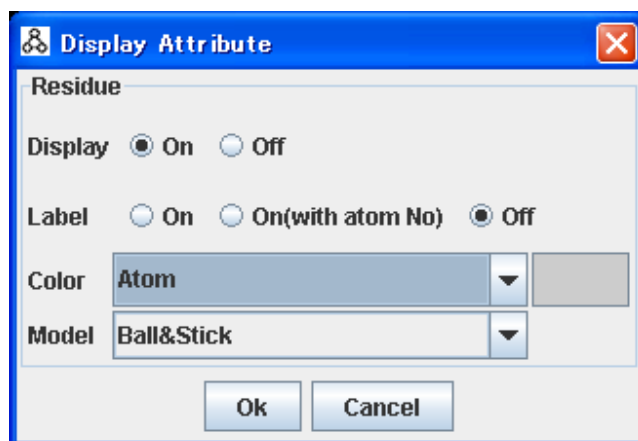 Display Attribute
Residue
Display On Off
Label On On(with atom No) Off
Color Atom
Model Ball&Stick
Ok Cancel